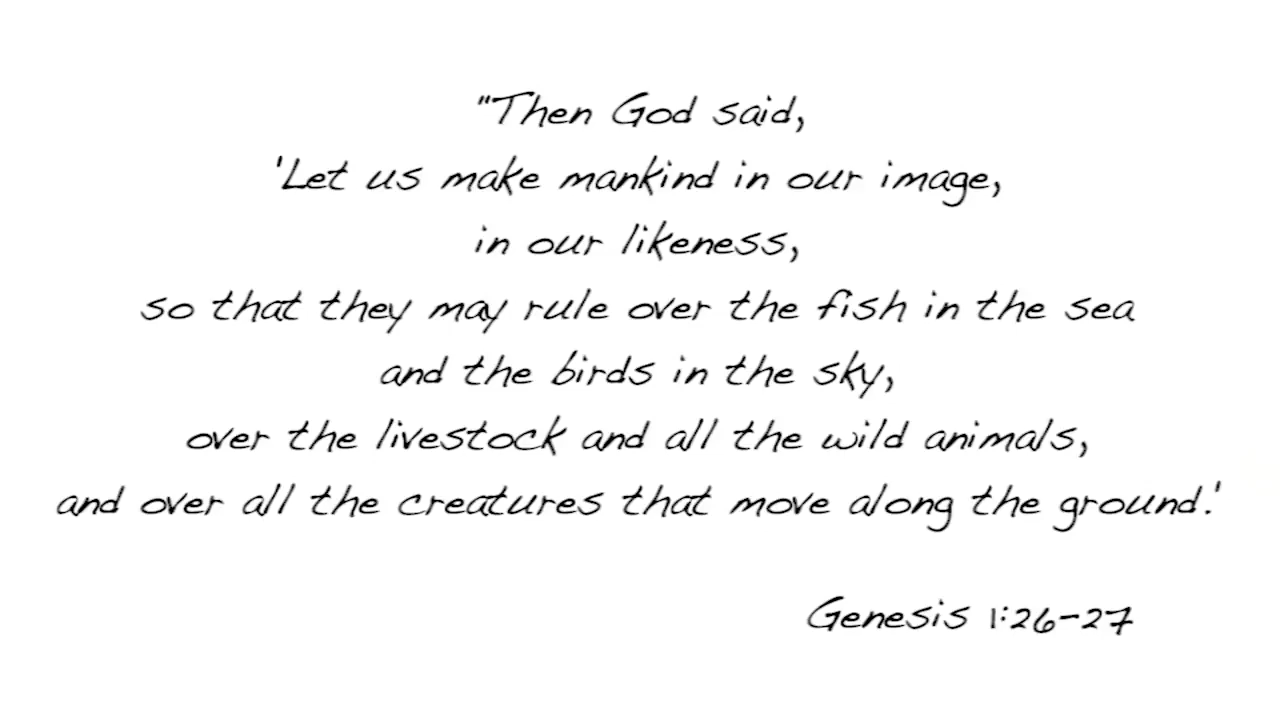 "Then God said,
'Let us make mankind in our image,
in our likeness,
so that they may rule over the fish in the sea
and the birds in the sky,
over the livestock and all the wild animals,
and over all the creatures that move along the ground.'
Genesis 1:26-27